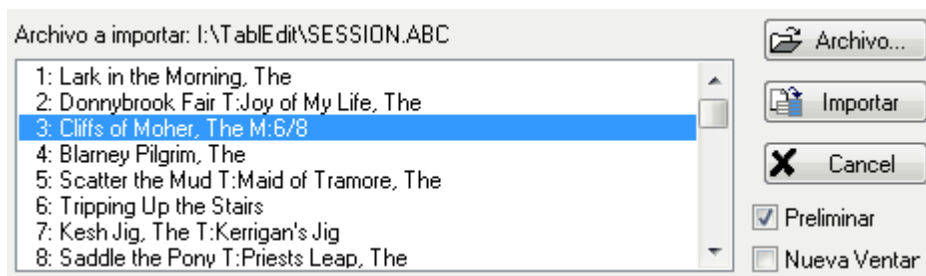 Archivo a importar: I:\TablEdit\SESSION.ABC
1: Lark in the Morning, The
2: Donnybrook Fair T:Joy of My Life, The
3: Cliffs of Moher, The M:6/8
4: Blarney Pilgrim, The
5: Scatter the Mud T:Maid of Tramore, The
6: Tripping Up the Stairs
7: Kesh Jig, The T:Kerrigan's Jig
8: Saddle the Pony T:Priests Leap, The
Archivo...
Importar
Cancel
Preliminar
Nueva Ventar